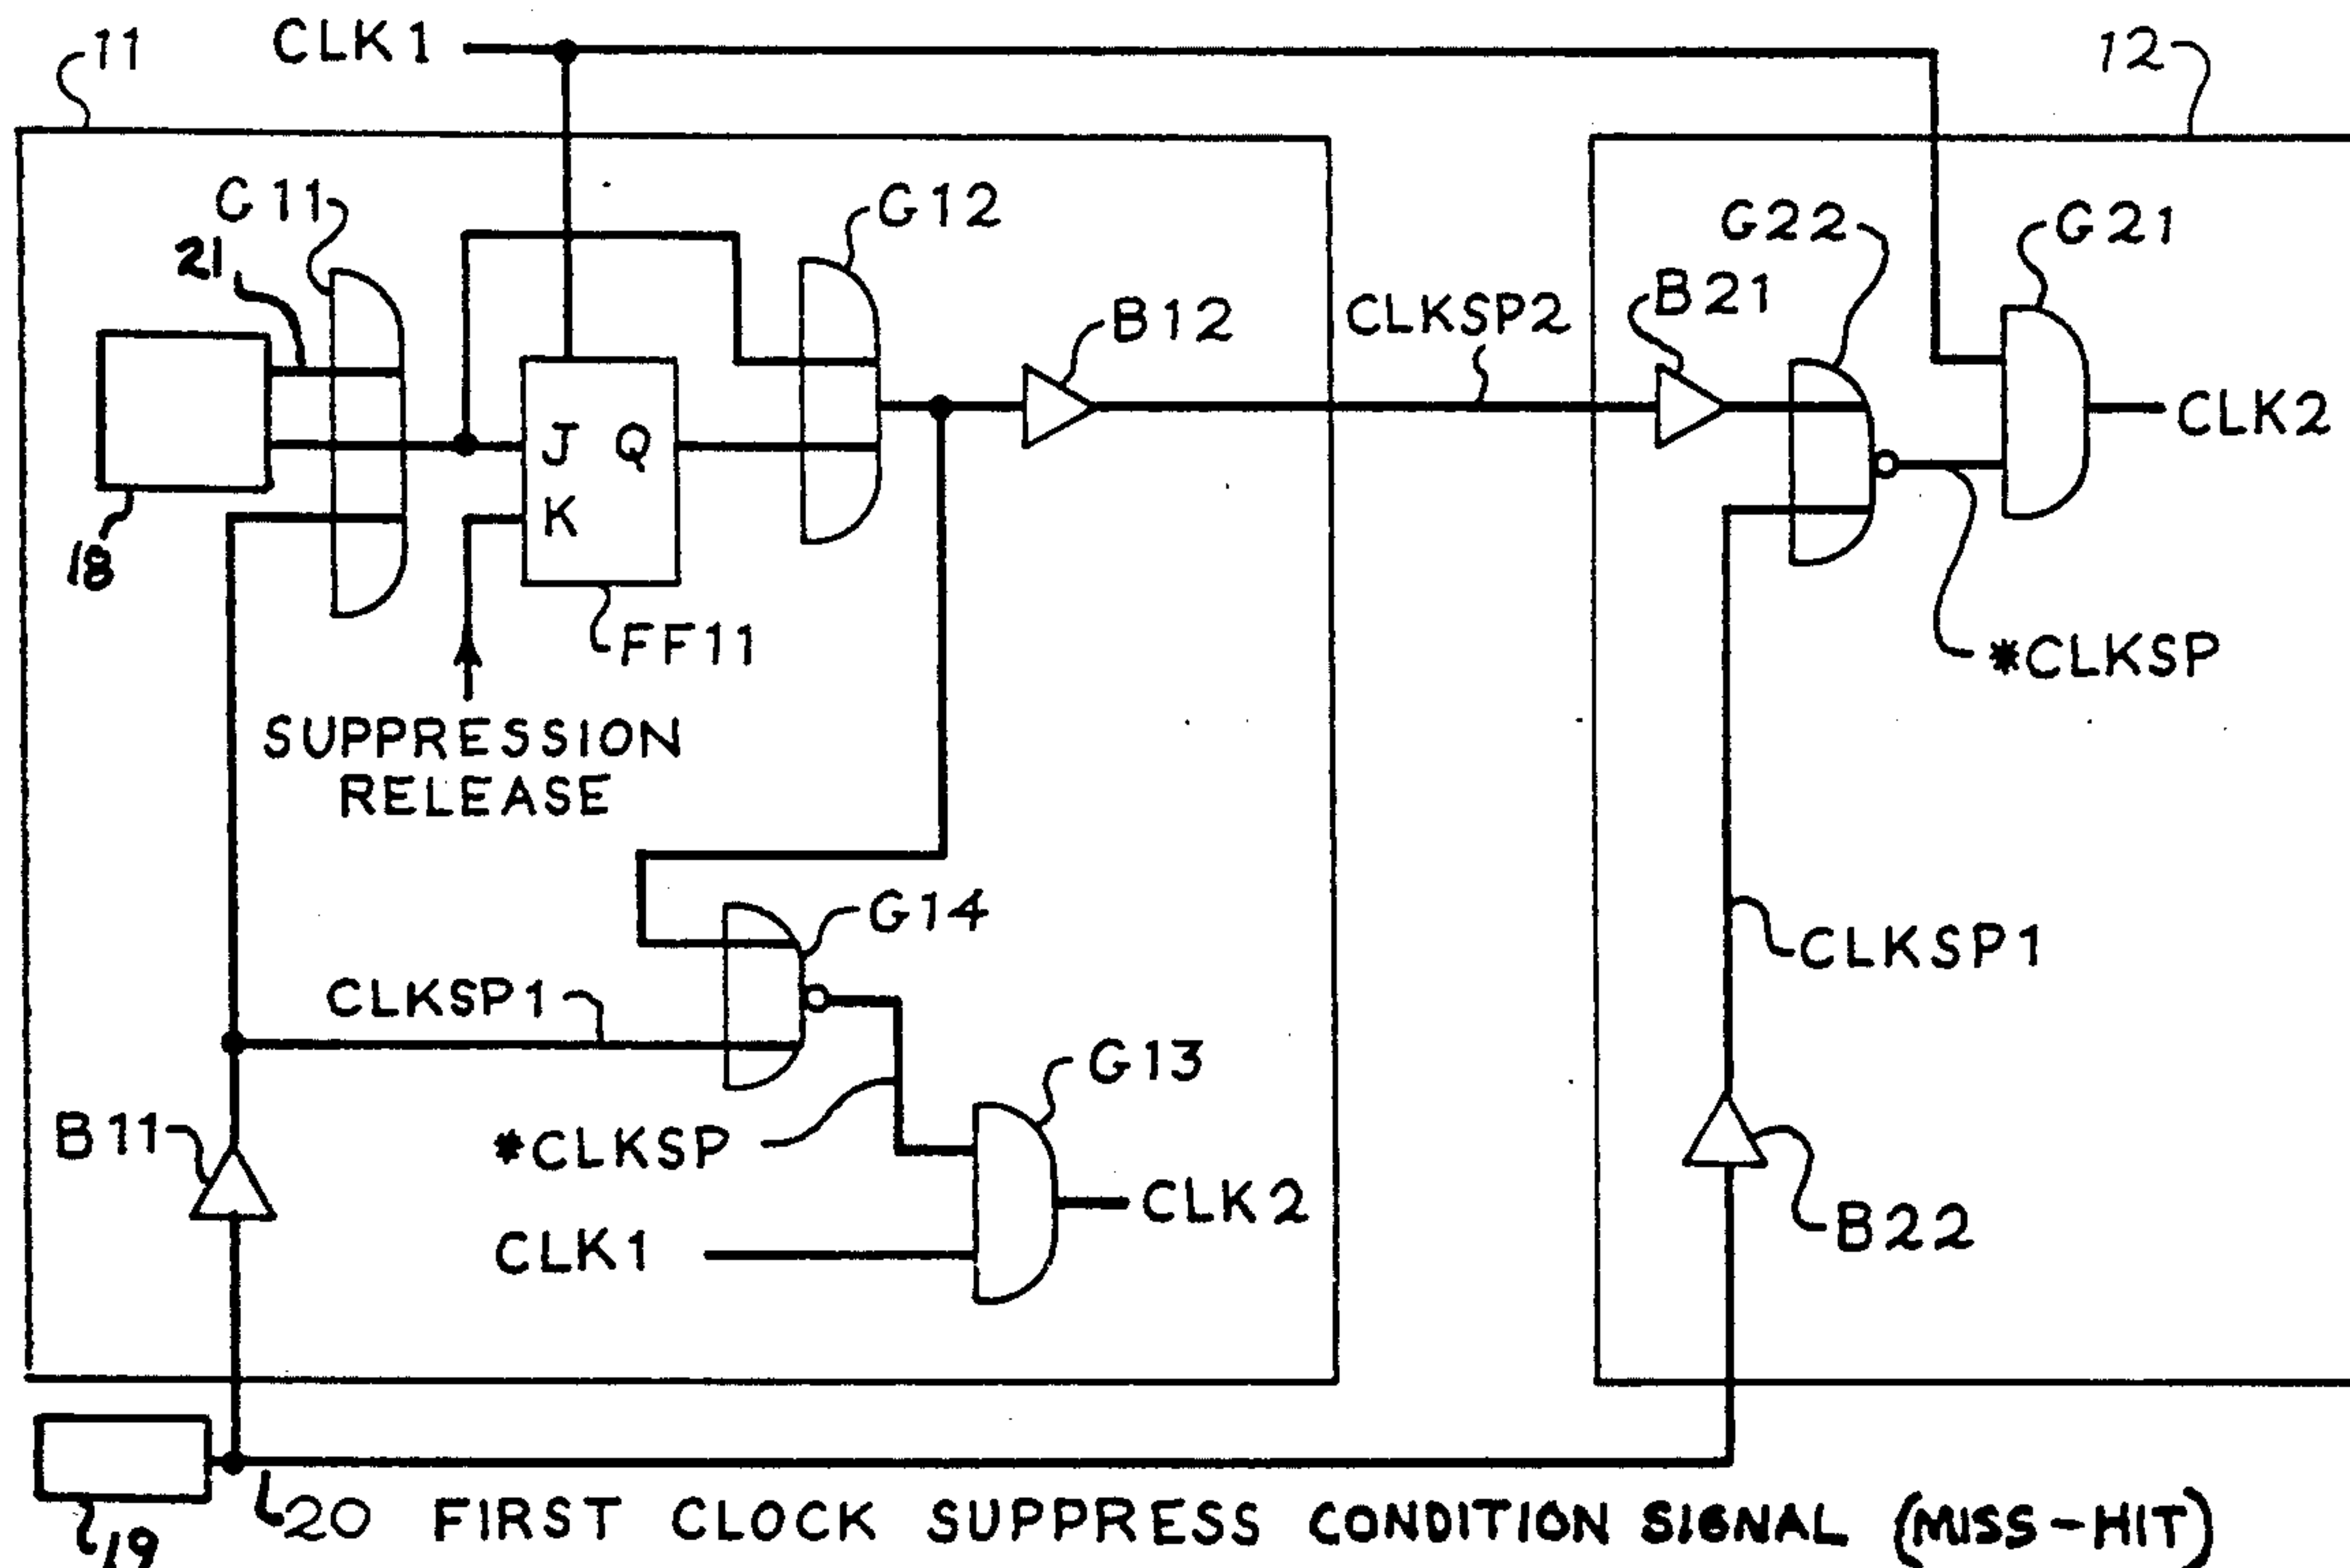 11
CLK1
12
G11
G12
G22
G21
21
B12
CLKSP2
B21
CLK2
J Q
K
18
FF11
*CLKSP
SUPPRESSION
RELEASE
G14
CLKSP1
CLKSP1
G13
B11
*CLKSP
CLK2
B22
CLK1
20 FIRST CLOCK SUPPRESS CONDITION SIGNAL (MISS-HIT)
19